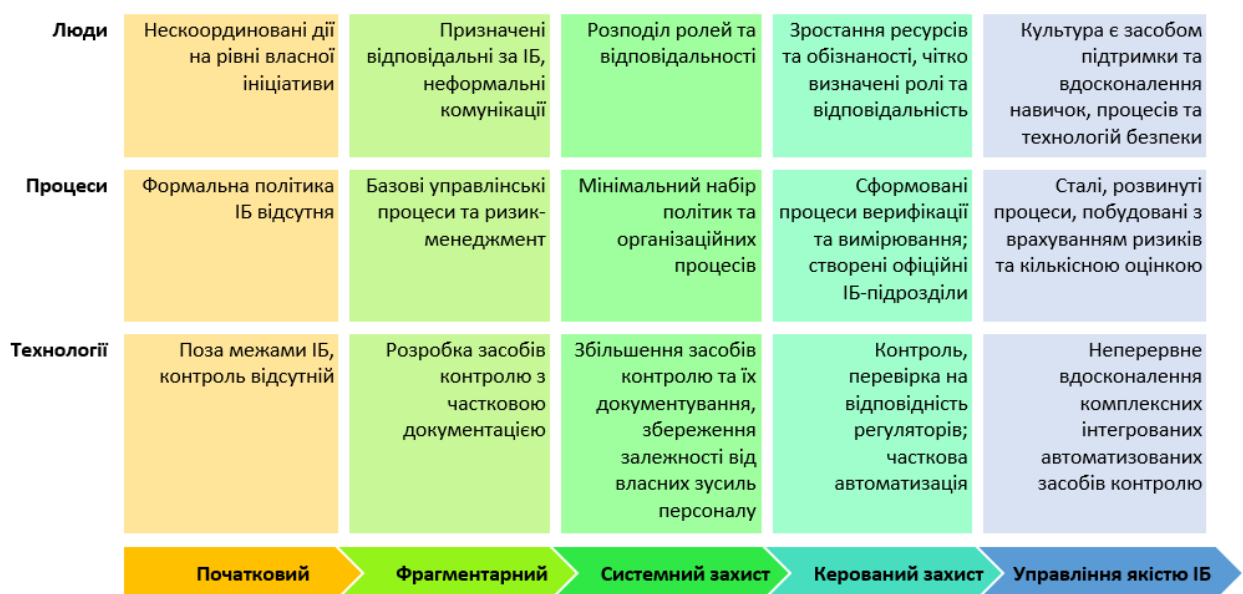 Люди
Нескоординовані дії
на рівні власної
ініціативи
Призначені
відповідальні за ІБ,
неформальні
комунікації
Розподіл ролей та
відповідальності
Зростання ресурсів
та обізнаності, чітко
визначені ролі та
відповідальність
Культура є засобом
підтримки та
вдосконалення
навичок, процесів та
технологій безпеки
Процеси
Формальна політика
ІБ відсутня
Базові управлінські
процеси та ризик-
менеджмент
Мінімальний набір
політик та
організаційних
процесів
Сформовані
процеси верифікації
та вимірювання;
створені офіційні
ІБ-підрозділи
Сталі, розвинуті
процеси, побудовані з
врахуванням ризиків
та кількісною оцінкою
Технології
Поза межами ІБ,
контроль відсутній
Розробка засобів
контролю з
частковою
документацією
Збільшення засобів
контролю та їх
документування,
збереження
залежності від
власних зусиль
персоналу
Контроль,
перевірка на
відповідність
регуляторів;
часткова
автоматизація
Неперервне
вдосконалення
комплексних
інтегрованих
автоматизованих
засобів контролю
Початковий
Фрагментарний
Системний захист
Керований захист
Управління якістю ІБ